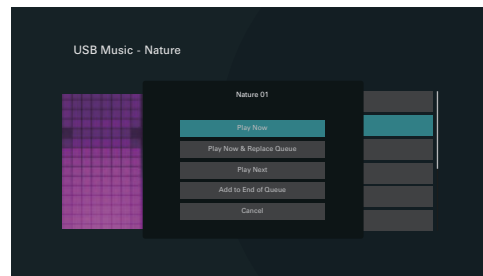 USB Music - Nature
Nature 01
Play Now
Play Now & Replace Queue
Play Next
Add to End of Queue
Cancel